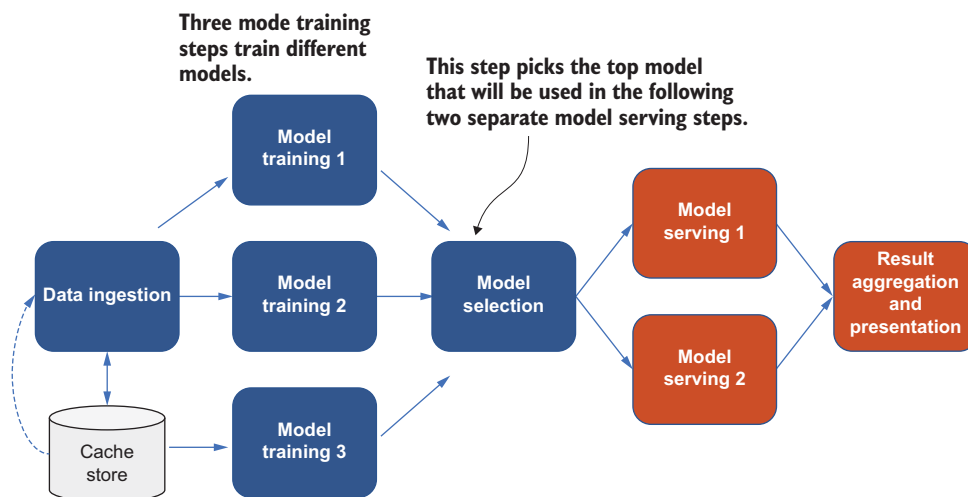 Three mode training
steps train different
models.
This step picks the top model
that will be used in the following
two separate model serving steps.
Model
training 1
Model
serving 1
Data ingestion
Model
training 2
Model
selection
Result
aggregation
and
presentation
Model
serving 2
Cache
store
Model
training 3